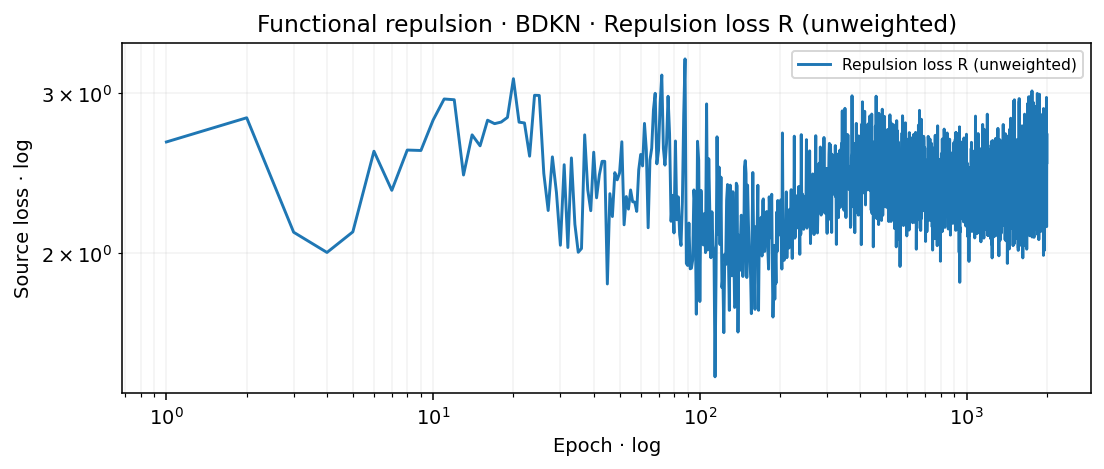 Functional repulsion · BDKN · Repulsion loss R (unweighted)
Repulsion loss R (unweighted)
3 × 10⁰
2 × 10⁰
Source loss · log
10⁰ 10¹ 10² 10³
Epoch · log